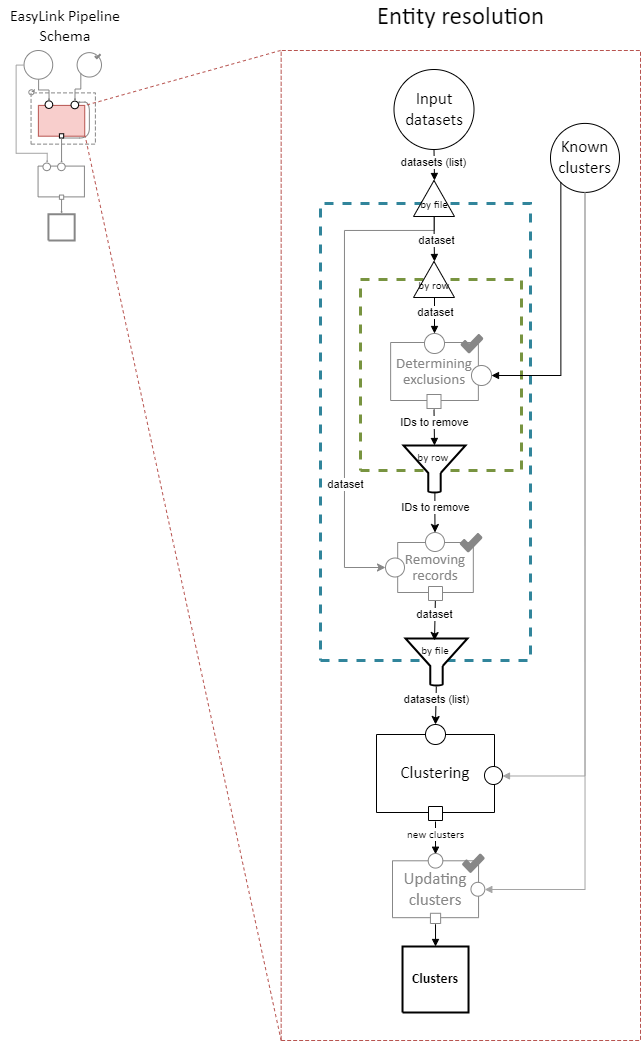 EasyLink Pipeline
Schema
Entity resolution
Input
datasets
Known
clusters
datasets (list)
by file
dataset
by row
dataset
Determining
exclusions
IDs to remove
by row
dataset
IDs to remove
Removing
records
dataset
by file
datasets (list)
Clustering
new clusters
Updating
clusters
Clusters